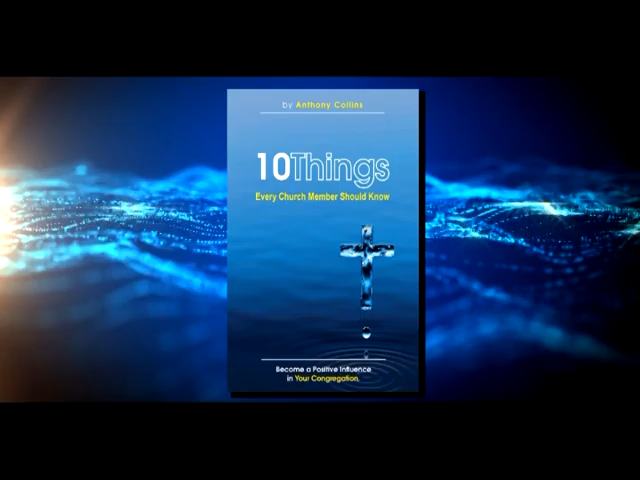 by Anthony Collins
10Things
Every Church Member Should Know
Become a Positive Influence
in Your Congregation.